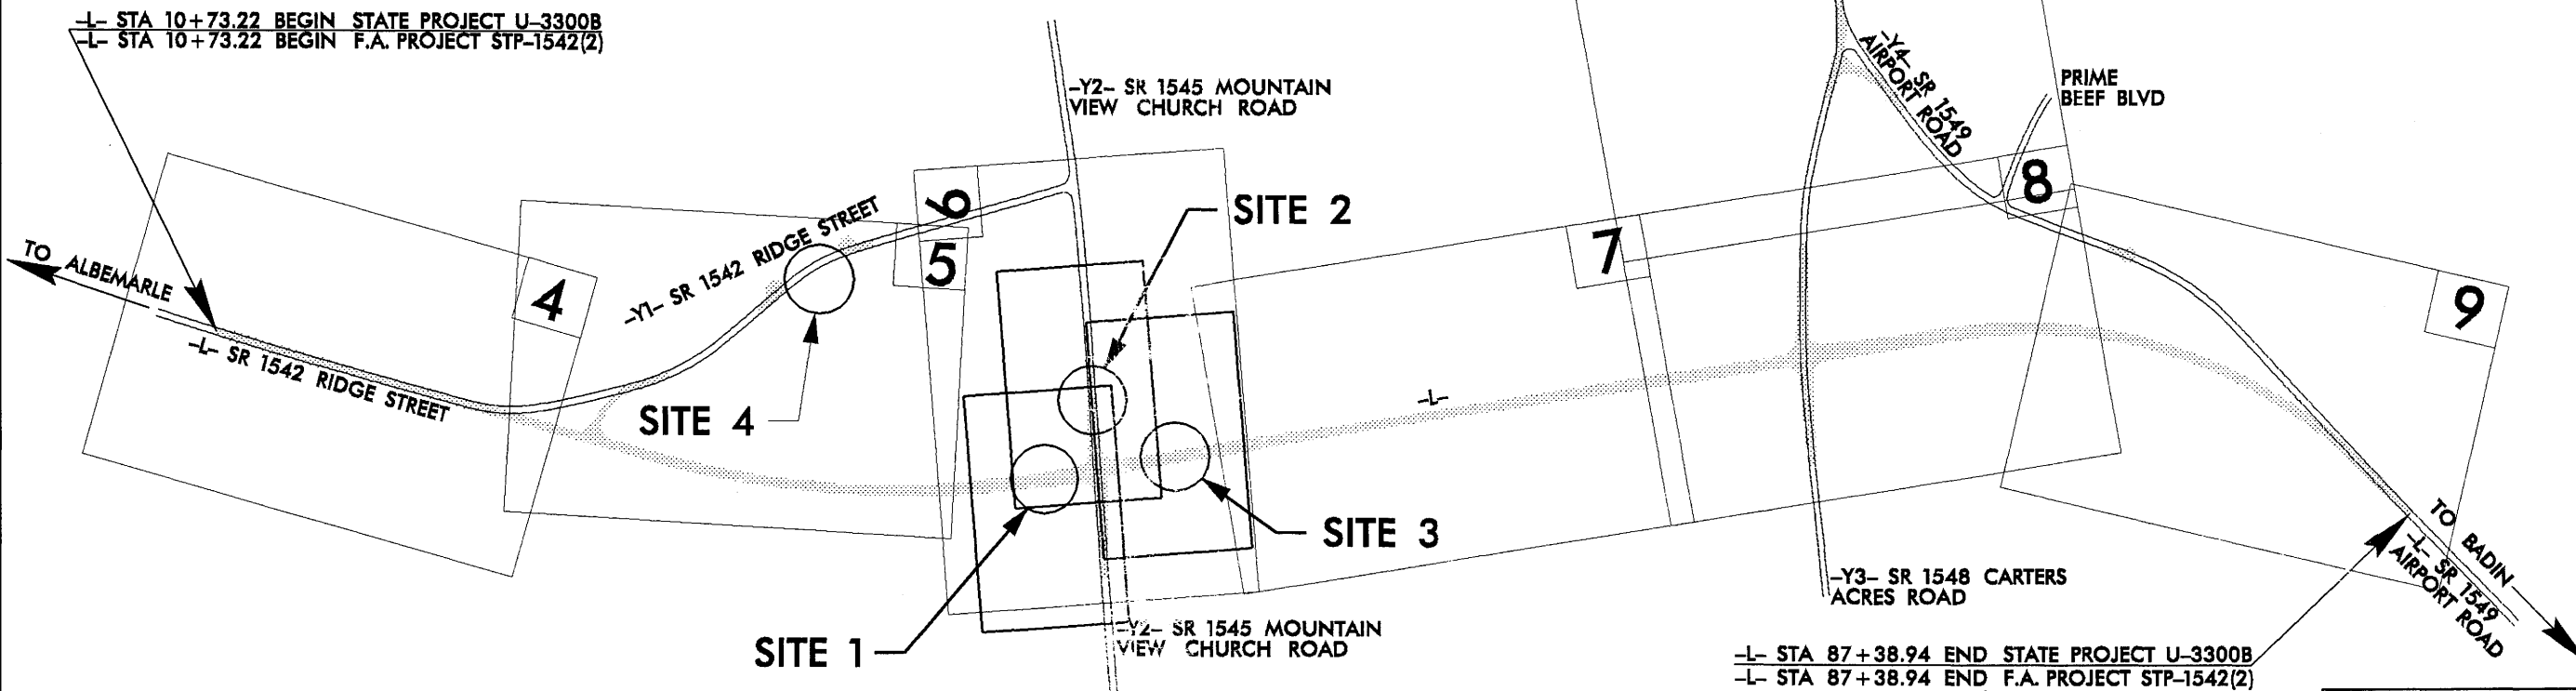 -L- STA 10+73.22 BEGIN STATE PROJECT U-3300B
-L- STA 10+73.22 BEGIN F.A. PROJECT STP-1542(2)
-Y2- SR 1545 MOUNTAIN
VIEW CHURCH ROAD
-Y4- SR 1549
AIRPORT ROAD
PRIME
BEEF BLVD
TO ALBEMARLE
-L- SR 1542 RIDGE STREET
4
-Y1- SR 1542 RIDGE STREET
6
5
SITE 2
SITE 4
7
8
9
-L-
SITE 3
SITE 1
-Y2- SR 1545 MOUNTAIN
VIEW CHURCH ROAD
-Y3- SR 1548 CARTERS
ACRES ROAD
TO BADIN
-L- SR 1549
AIRPORT ROAD
-L- STA 87+38.94 END STATE PROJECT U-3300B
-L- STA 87+38.94 END F.A. PROJECT STP-1542(2)